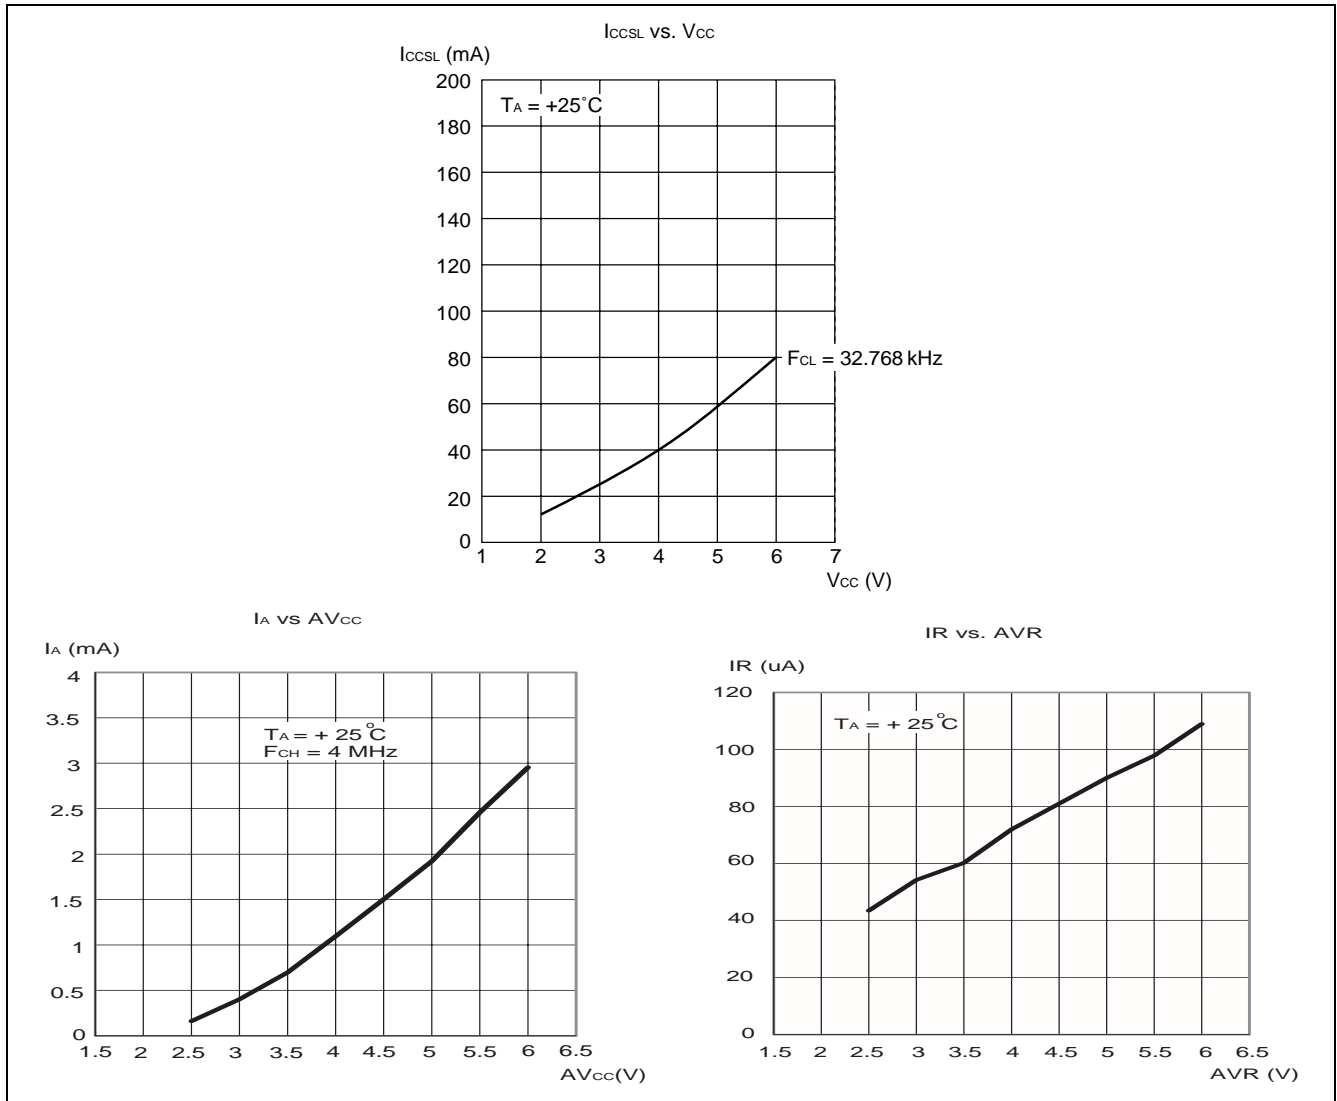 ICCSL vs. VCC
ICCSL (mA)
200
TA = +25°C
180
160
140
120
100
80
FCL = 32.768 kHz
60
40
20
0
1 2 3 4 5 6 7
VCC (V)
IA vs AVCC
IA (mA)
4
3.5
TA = + 25°C
FCH = 4 MHz
3
2.5
2
1.5
1
0.5
0
1.5 2 2.5 3 3.5 4 4.5 5 5.5 6 6.5
AVCC(V)
IR vs. AVR
IR (uA)
120
TA = + 25°C
100
80
60
40
20
0
1.5 2 2.5 3 3.5 4 4.5 5 5.5 6 6.5
AVR (V)